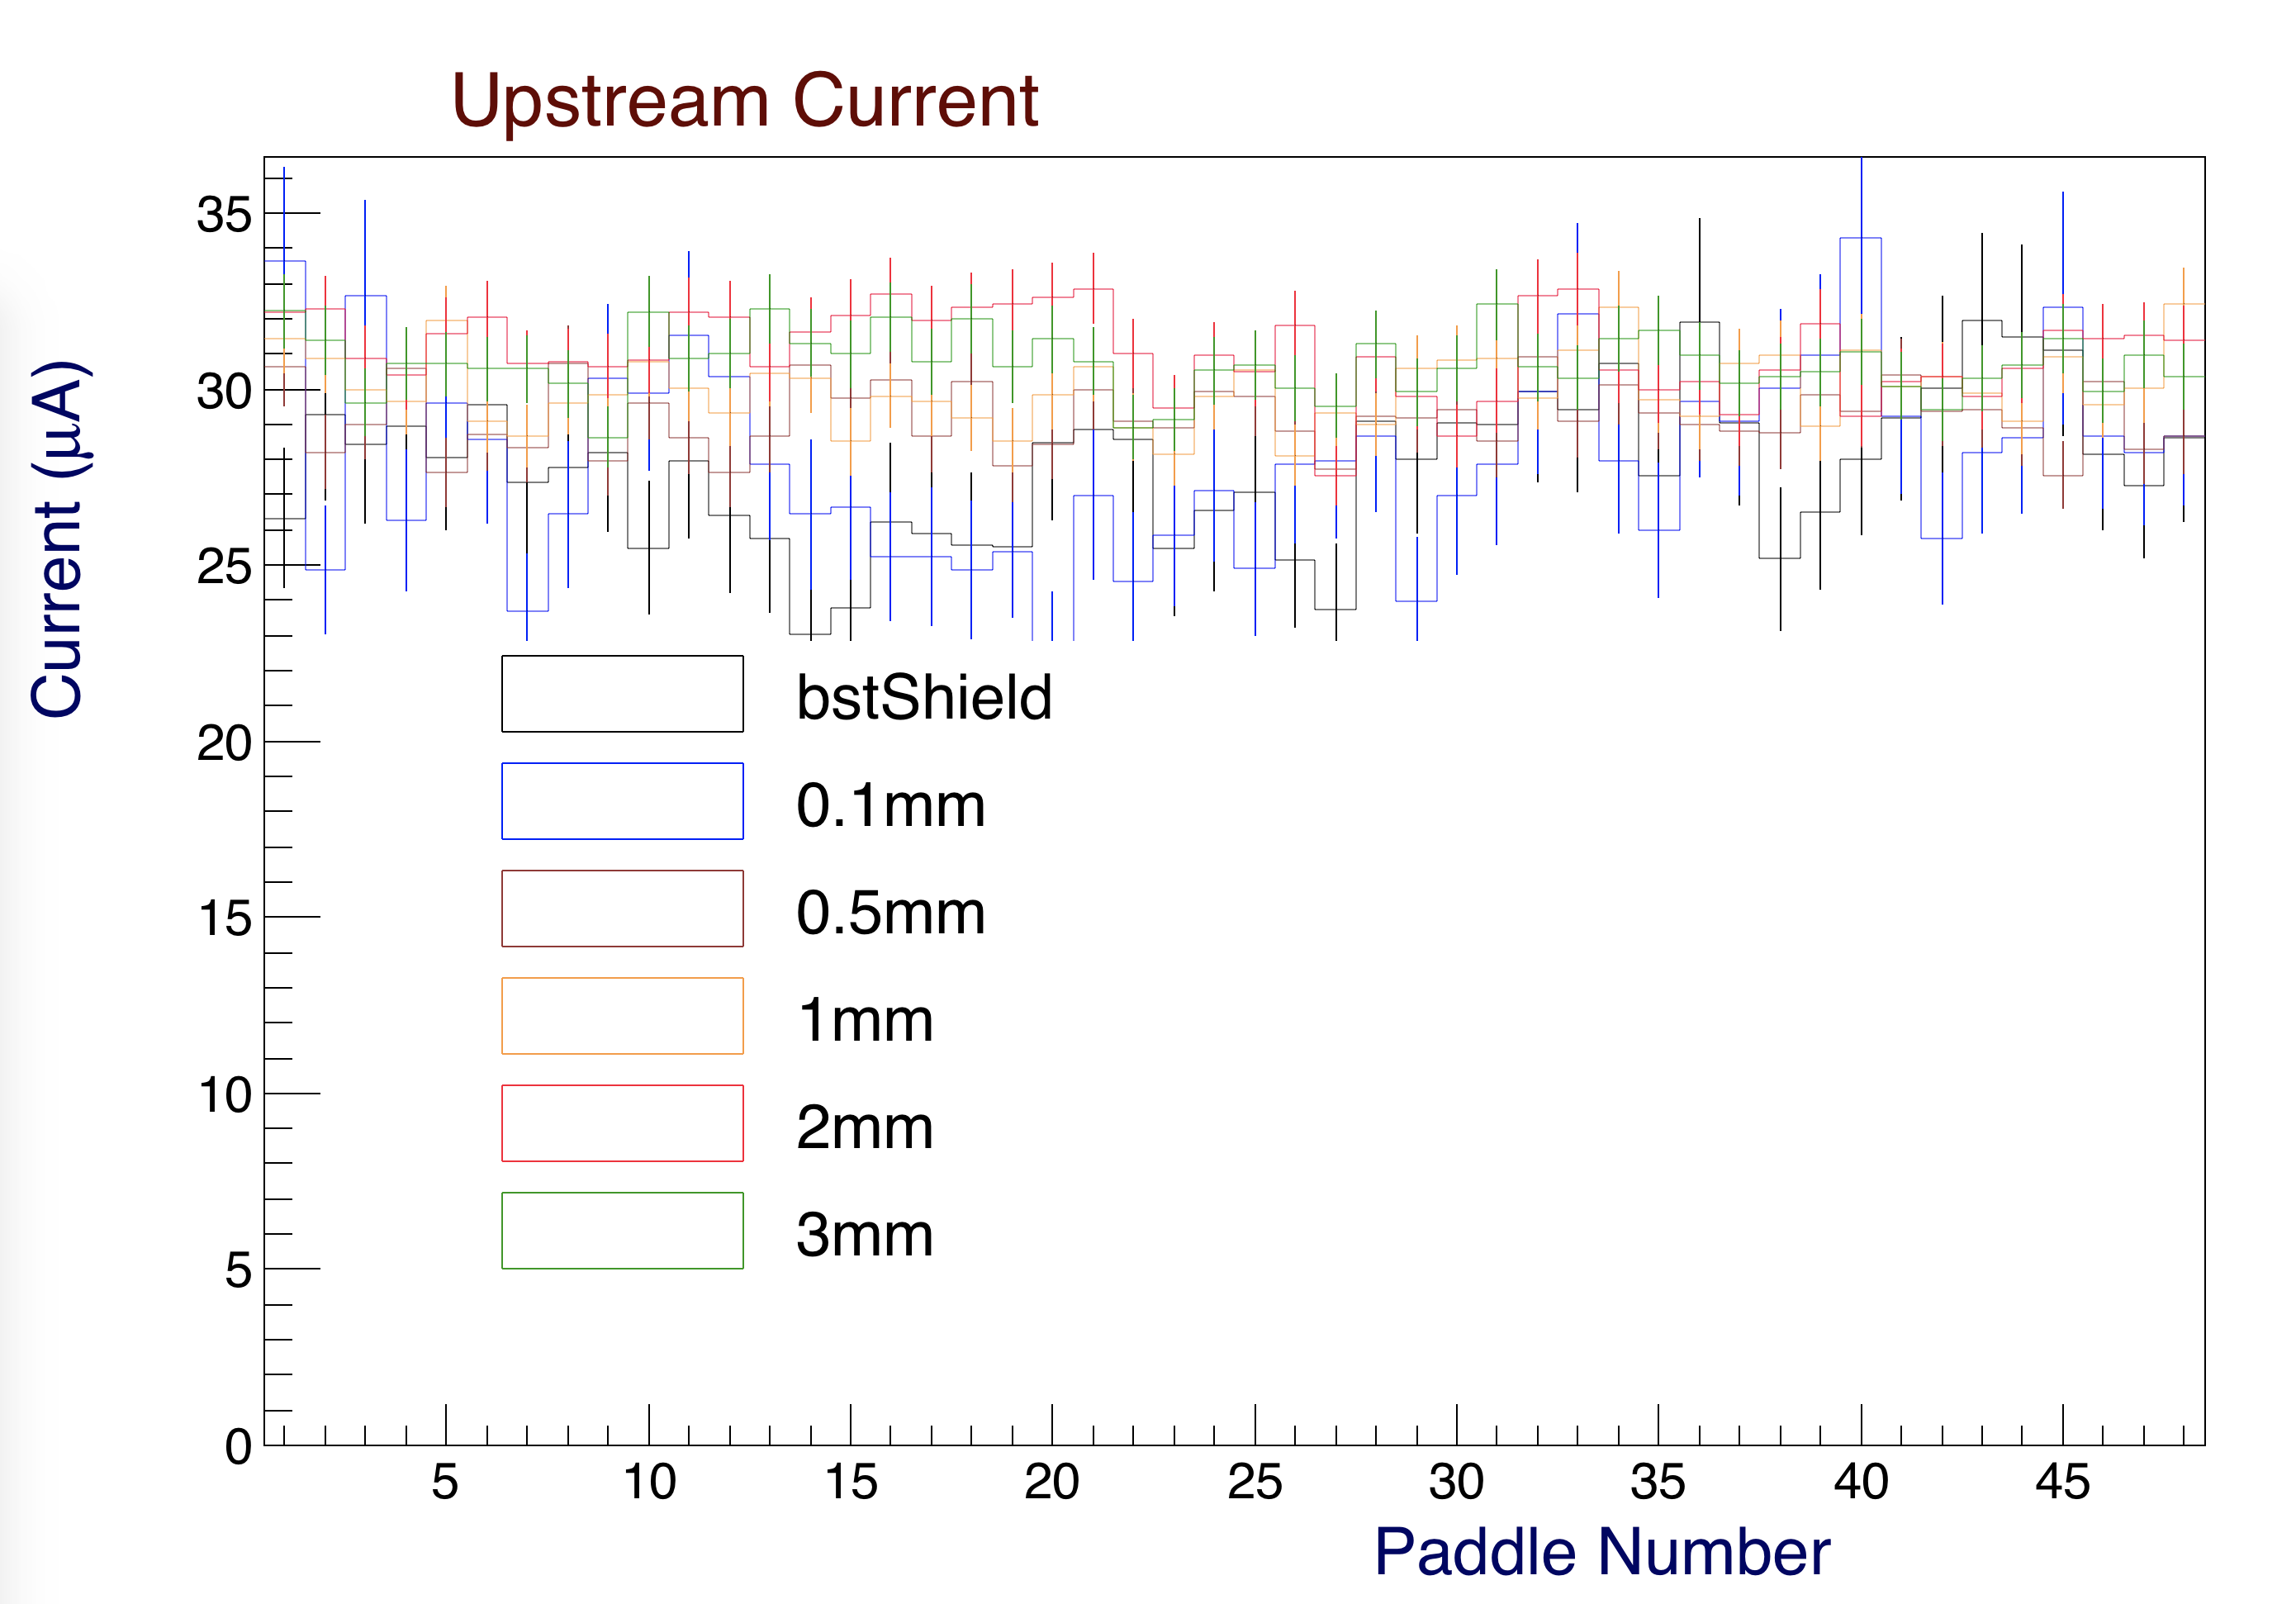 Upstream Current
Current (µA)
35
30
25
20
15
10
5
0
bstShield
0.1mm
0.5mm
1mm
2mm
3mm
5 10 15 20 25 30 35 40 45
Paddle Number